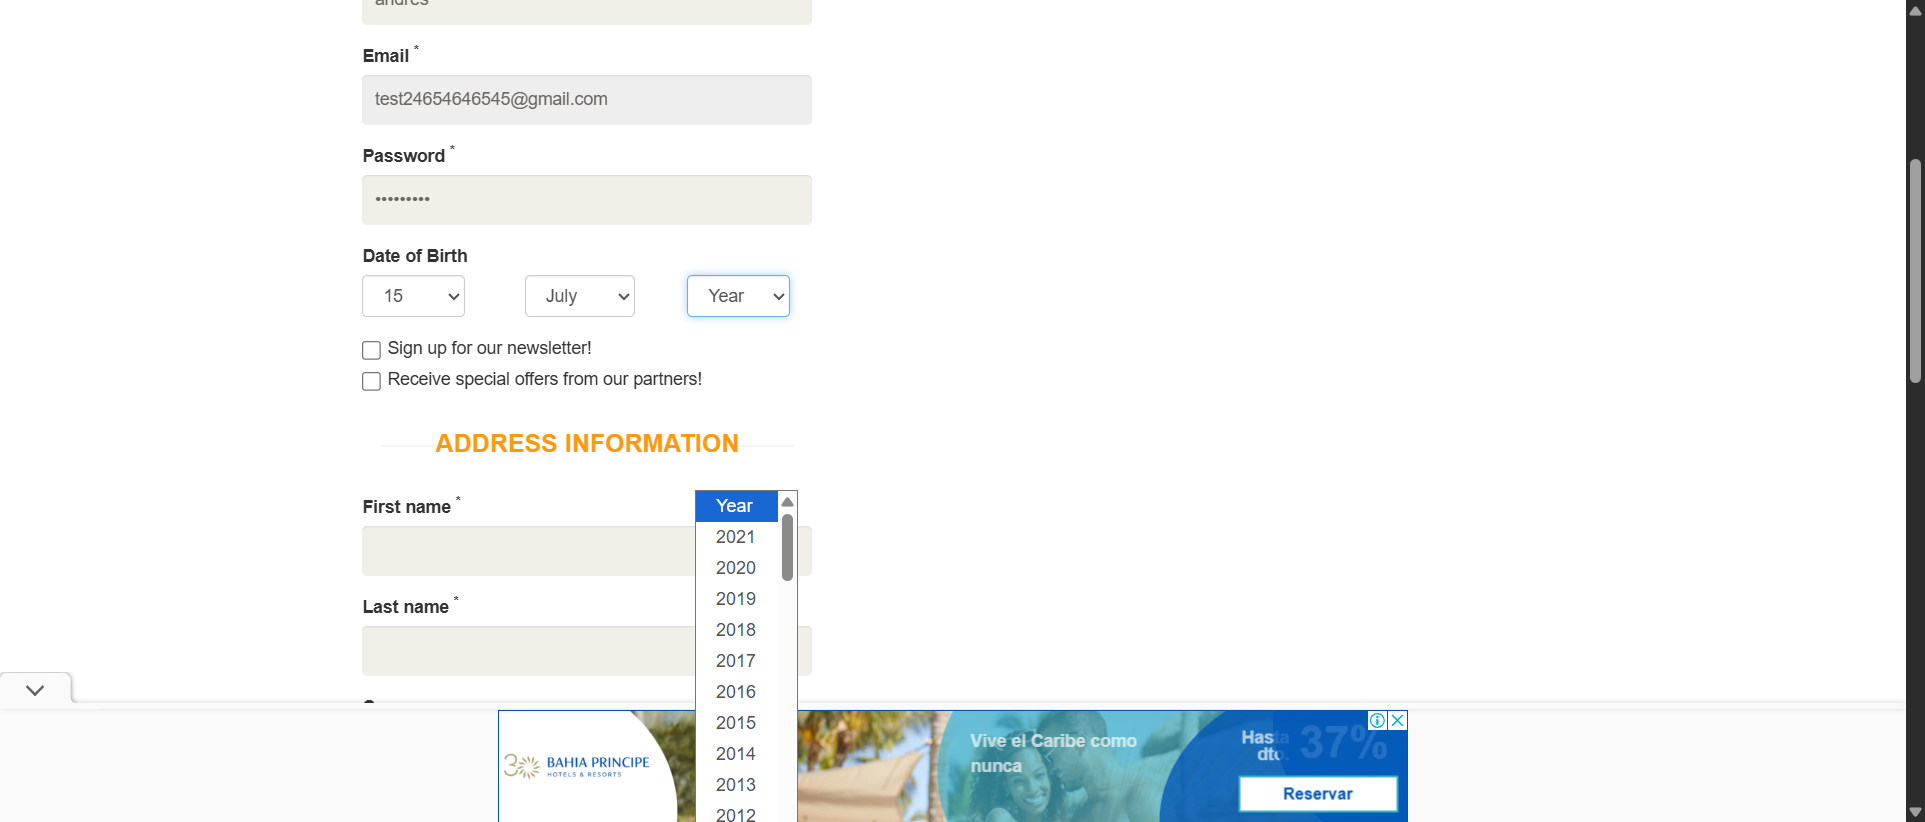 andres
Email *
test24654646545@gmail.com
Password *
•••••••••
Date of Birth
15 July Year
Sign up for our newsletter!
Receive special offers from our partners!
ADDRESS INFORMATION
First name *
Last name *
Year
2021
2020
2019
2018
2017
2016
2015
2014
2013
2012
30 BAHIA PRINCIPE
HOTELS & RESORTS
Vive el Caribe como
nunca
Hasta 37%
dto.
Reservar